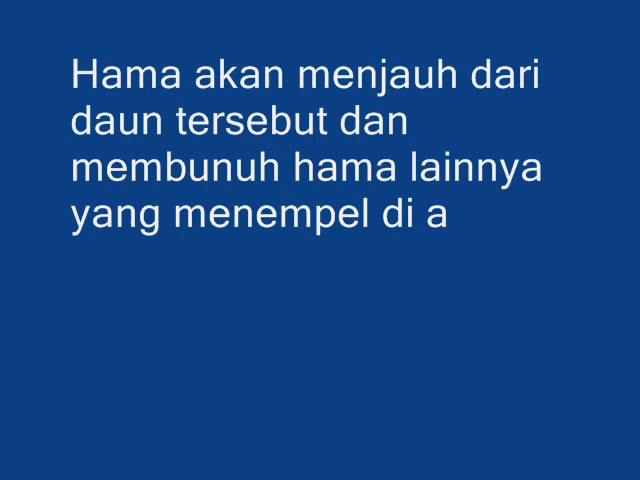 Hama akan menjauh dari
daun tersebut dan
membunuh hama lainnya
yang menempel di a